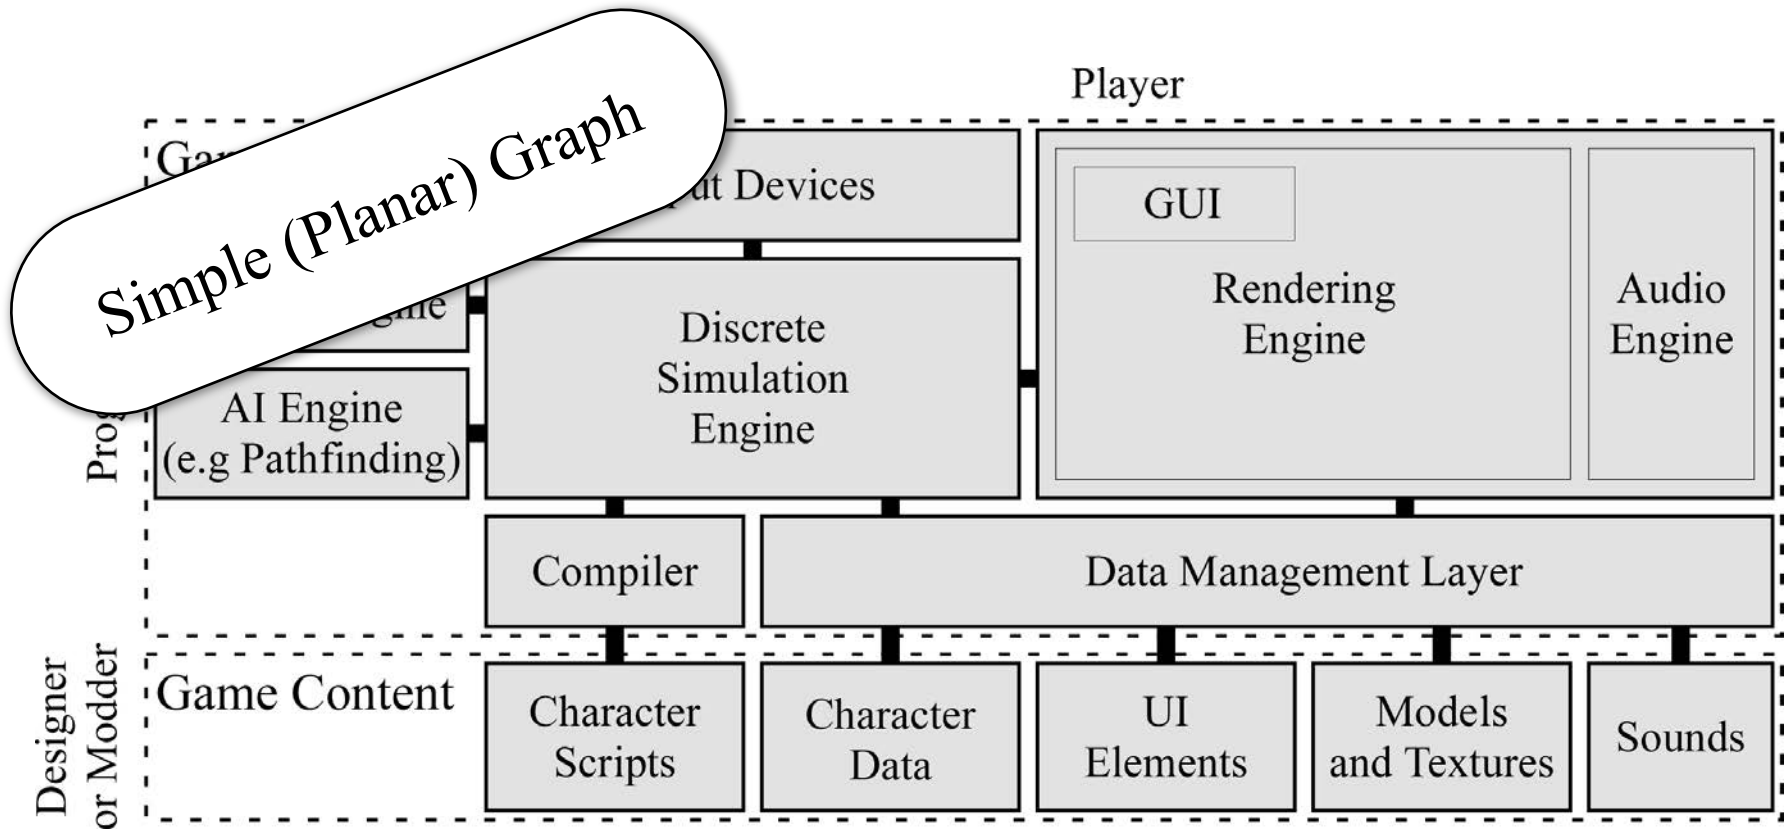 Player
Simple (Planar) Graph
Devices
GUI
Rendering
Engine
Audio
Engine
Discrete
Simulation
Engine
AI Engine
(e.g Pathfinding)
Compiler
Data Management Layer
Designer
or Modder
Game Content
Character
Scripts
Character
Data
UI
Elements
Models
and Textures
Sounds